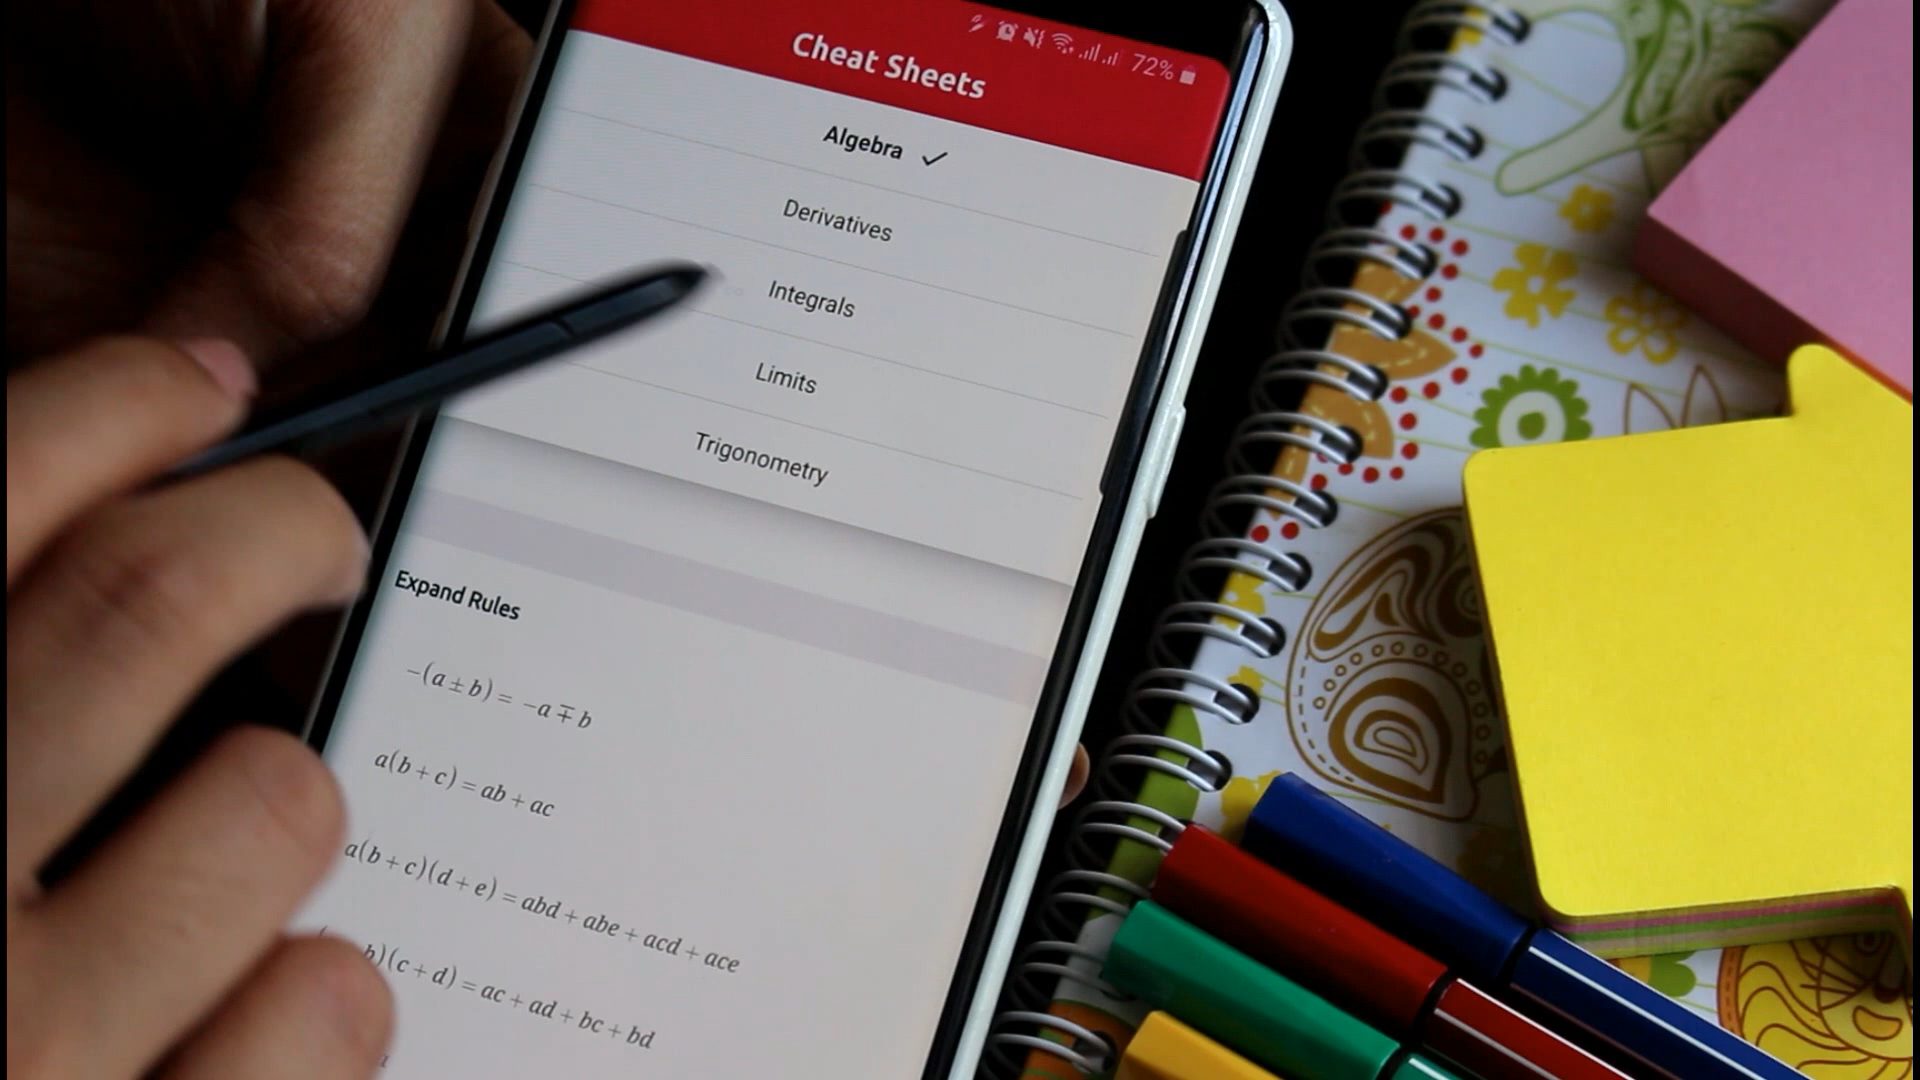 72%
Cheat Sheets
Algebra ✓
Derivatives
Integrals
Limits
Trigonometry
Expand Rules
−(a ± b) = −a ∓ b
a(b + c) = ab + ac
a(b + c)(d + e) = abd + abe + acd + ace
b)(c + d) = ac + ad + bc + bd